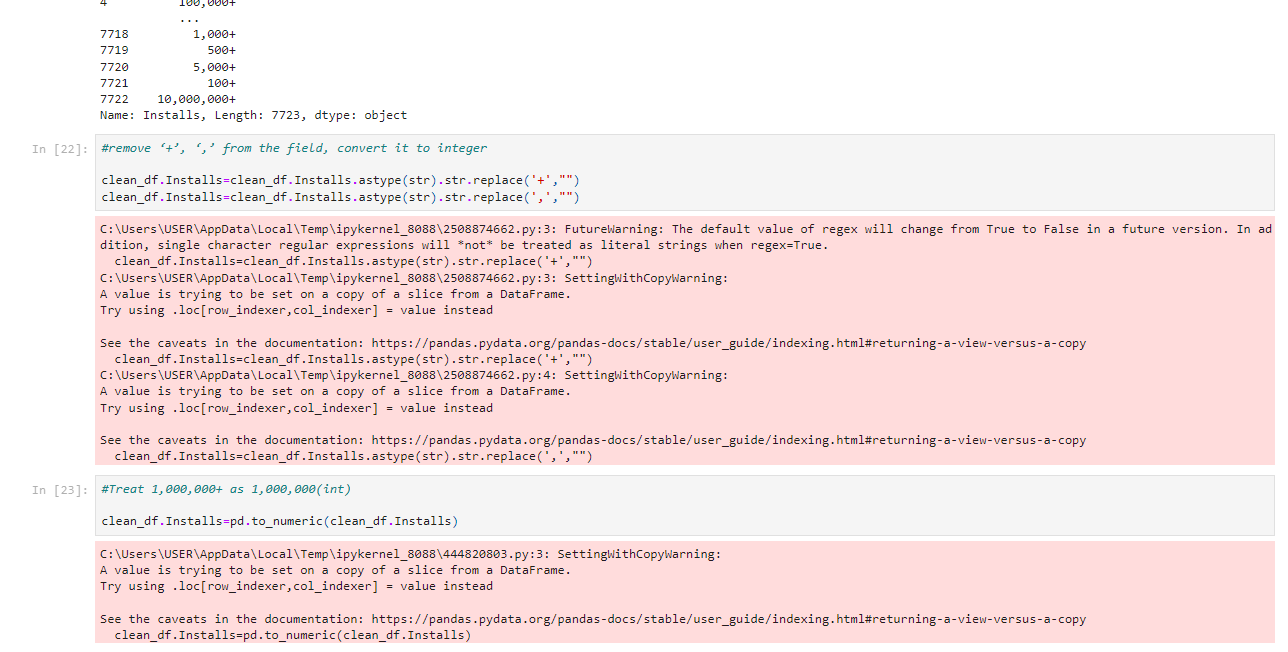 4 100,000+
...
7718 1,000+
7719 500+
7720 5,000+
7721 100+
7722 10,000,000+
Name: Installs, Length: 7723, dtype: object
In [22]: #remove ‘+’, ‘,’ from the field, convert it to integer
clean_df.Installs=clean_df.Installs.astype(str).str.replace('+',"")
clean_df.Installs=clean_df.Installs.astype(str).str.replace(',',"")
C:\Users\USER\AppData\Local\Temp\ipykernel_8088\2508874662.py:3: FutureWarning: The default value of regex will change from True to False in a future version. In ad
dition, single character regular expressions will *not* be treated as literal strings when regex=True.
clean_df.Installs=clean_df.Installs.astype(str).str.replace('+',"")
C:\Users\USER\AppData\Local\Temp\ipykernel_8088\2508874662.py:3: SettingWithCopyWarning:
A value is trying to be set on a copy of a slice from a DataFrame.
Try using .loc[row_indexer,col_indexer] = value instead
See the caveats in the documentation: https://pandas.pydata.org/pandas-docs/stable/user_guide/indexing.html#returning-a-view-versus-a-copy
clean_df.Installs=clean_df.Installs.astype(str).str.replace('+',"")
C:\Users\USER\AppData\Local\Temp\ipykernel_8088\2508874662.py:4: SettingWithCopyWarning:
A value is trying to be set on a copy of a slice from a DataFrame.
Try using .loc[row_indexer,col_indexer] = value instead
See the caveats in the documentation: https://pandas.pydata.org/pandas-docs/stable/user_guide/indexing.html#returning-a-view-versus-a-copy
clean_df.Installs=clean_df.Installs.astype(str).str.replace(',',"")
In [23]: #Treat 1,000,000+ as 1,000,000(int)
clean_df.Installs=pd.to_numeric(clean_df.Installs)
C:\Users\USER\AppData\Local\Temp\ipykernel_8088\444820803.py:3: SettingWithCopyWarning:
A value is trying to be set on a copy of a slice from a DataFrame.
Try using .loc[row_indexer,col_indexer] = value instead
See the caveats in the documentation: https://pandas.pydata.org/pandas-docs/stable/user_guide/indexing.html#returning-a-view-versus-a-copy
clean_df.Installs=pd.to_numeric(clean_df.Installs)